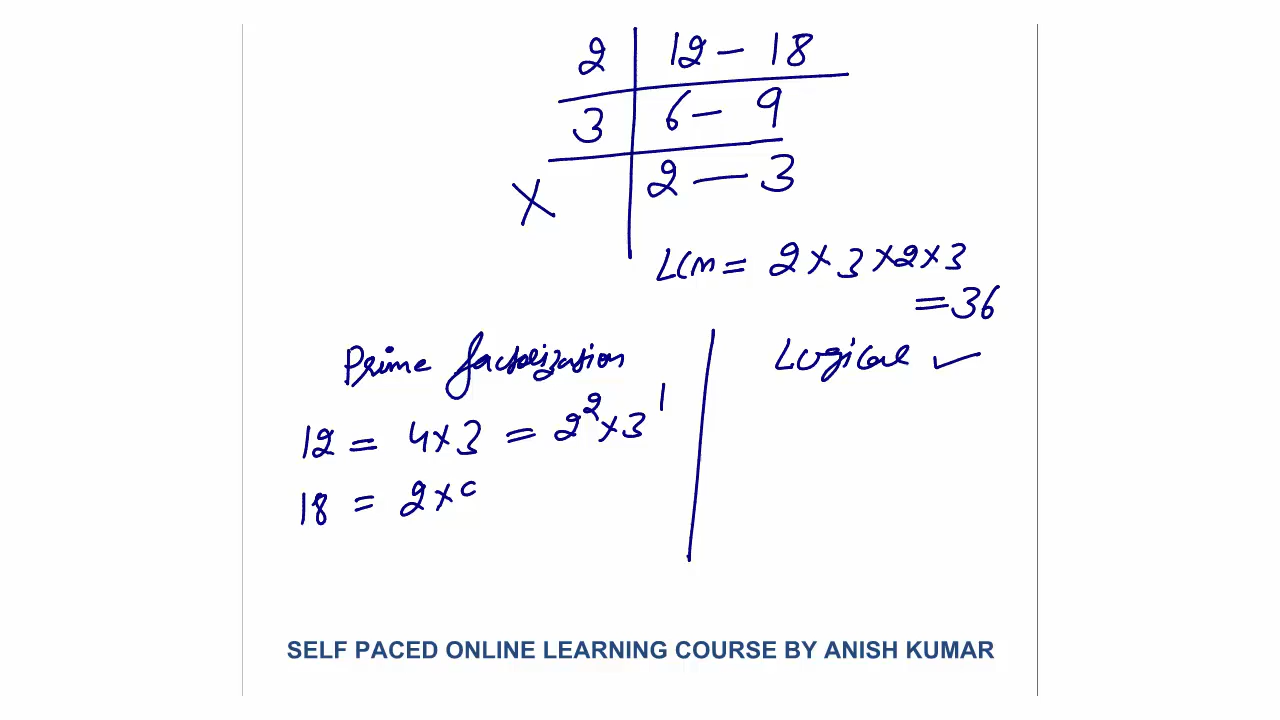 2 | 12 - 18
3 | 6 - 9
X | 2 - 3
LCM = 2 × 3 × 2 × 3
= 36
Prime factorization
12 = 4 × 3 = 2² × 3¹
18 = 2 ×
Logical ✓
SELF PACED ONLINE LEARNING COURSE BY ANISH KUMAR